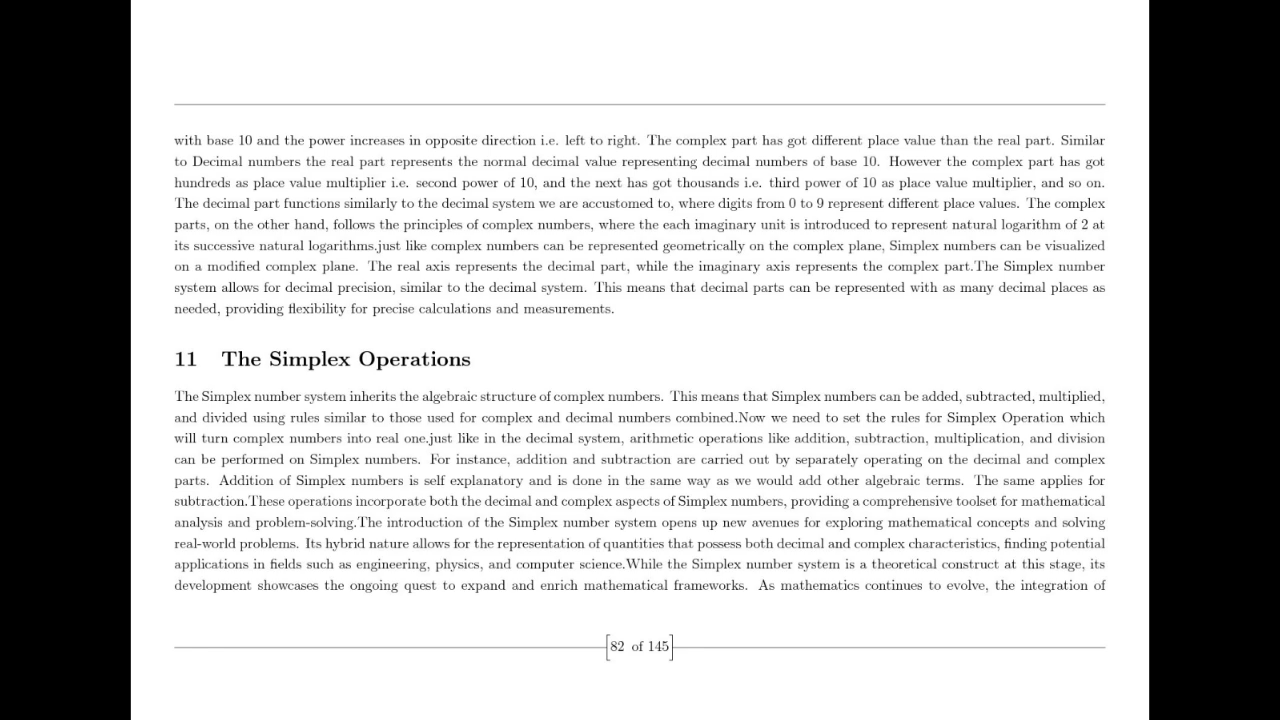 with base 10 and the power increases in opposite direction i.e. left to right. The complex part has got different place value than the real part. Similar
to Decimal numbers the real part represents the normal decimal value representing decimal numbers of base 10. However the complex part has got
hundreds as place value multiplier i.e. second power of 10, and the next has got thousands i.e. third power of 10 as place value multiplier, and so on.
The decimal part functions similarly to the decimal system we are accustomed to, where digits from 0 to 9 represent different place values. The complex
parts, on the other hand, follows the principles of complex numbers, where the each imaginary unit is introduced to represent natural logarithm of 2 at
its successive natural logarithms.just like complex numbers can be represented geometrically on the complex plane, Simplex numbers can be visualized
on a modified complex plane. The real axis represents the decimal part, while the imaginary axis represents the complex part.The Simplex number
system allows for decimal precision, similar to the decimal system. This means that decimal parts can be represented with as many decimal places as
needed, providing flexibility for precise calculations and measurements.
11 The Simplex Operations
The Simplex number system inherits the algebraic structure of complex numbers. This means that Simplex numbers can be added, subtracted, multiplied,
and divided using rules similar to those used for complex and decimal numbers combined.Now we need to set the rules for Simplex Operation which
will turn complex numbers into real one.just like in the decimal system, arithmetic operations like addition, subtraction, multiplication, and division
can be performed on Simplex numbers. For instance, addition and subtraction are carried out by separately operating on the decimal and complex
parts. Addition of Simplex numbers is self explanatory and is done in the same way as we would add other algebraic terms. The same applies for
subtraction.These operations incorporate both the decimal and complex aspects of Simplex numbers, providing a comprehensive toolset for mathematical
analysis and problem-solving.The introduction of the Simplex number system opens up new avenues for exploring mathematical concepts and solving
real-world problems. Its hybrid nature allows for the representation of quantities that possess both decimal and complex characteristics, finding potential
applications in fields such as engineering, physics, and computer science.While the Simplex number system is a theoretical construct at this stage, its
development showcases the ongoing quest to expand and enrich mathematical frameworks. As mathematics continues to evolve, the integration of
82 of 145